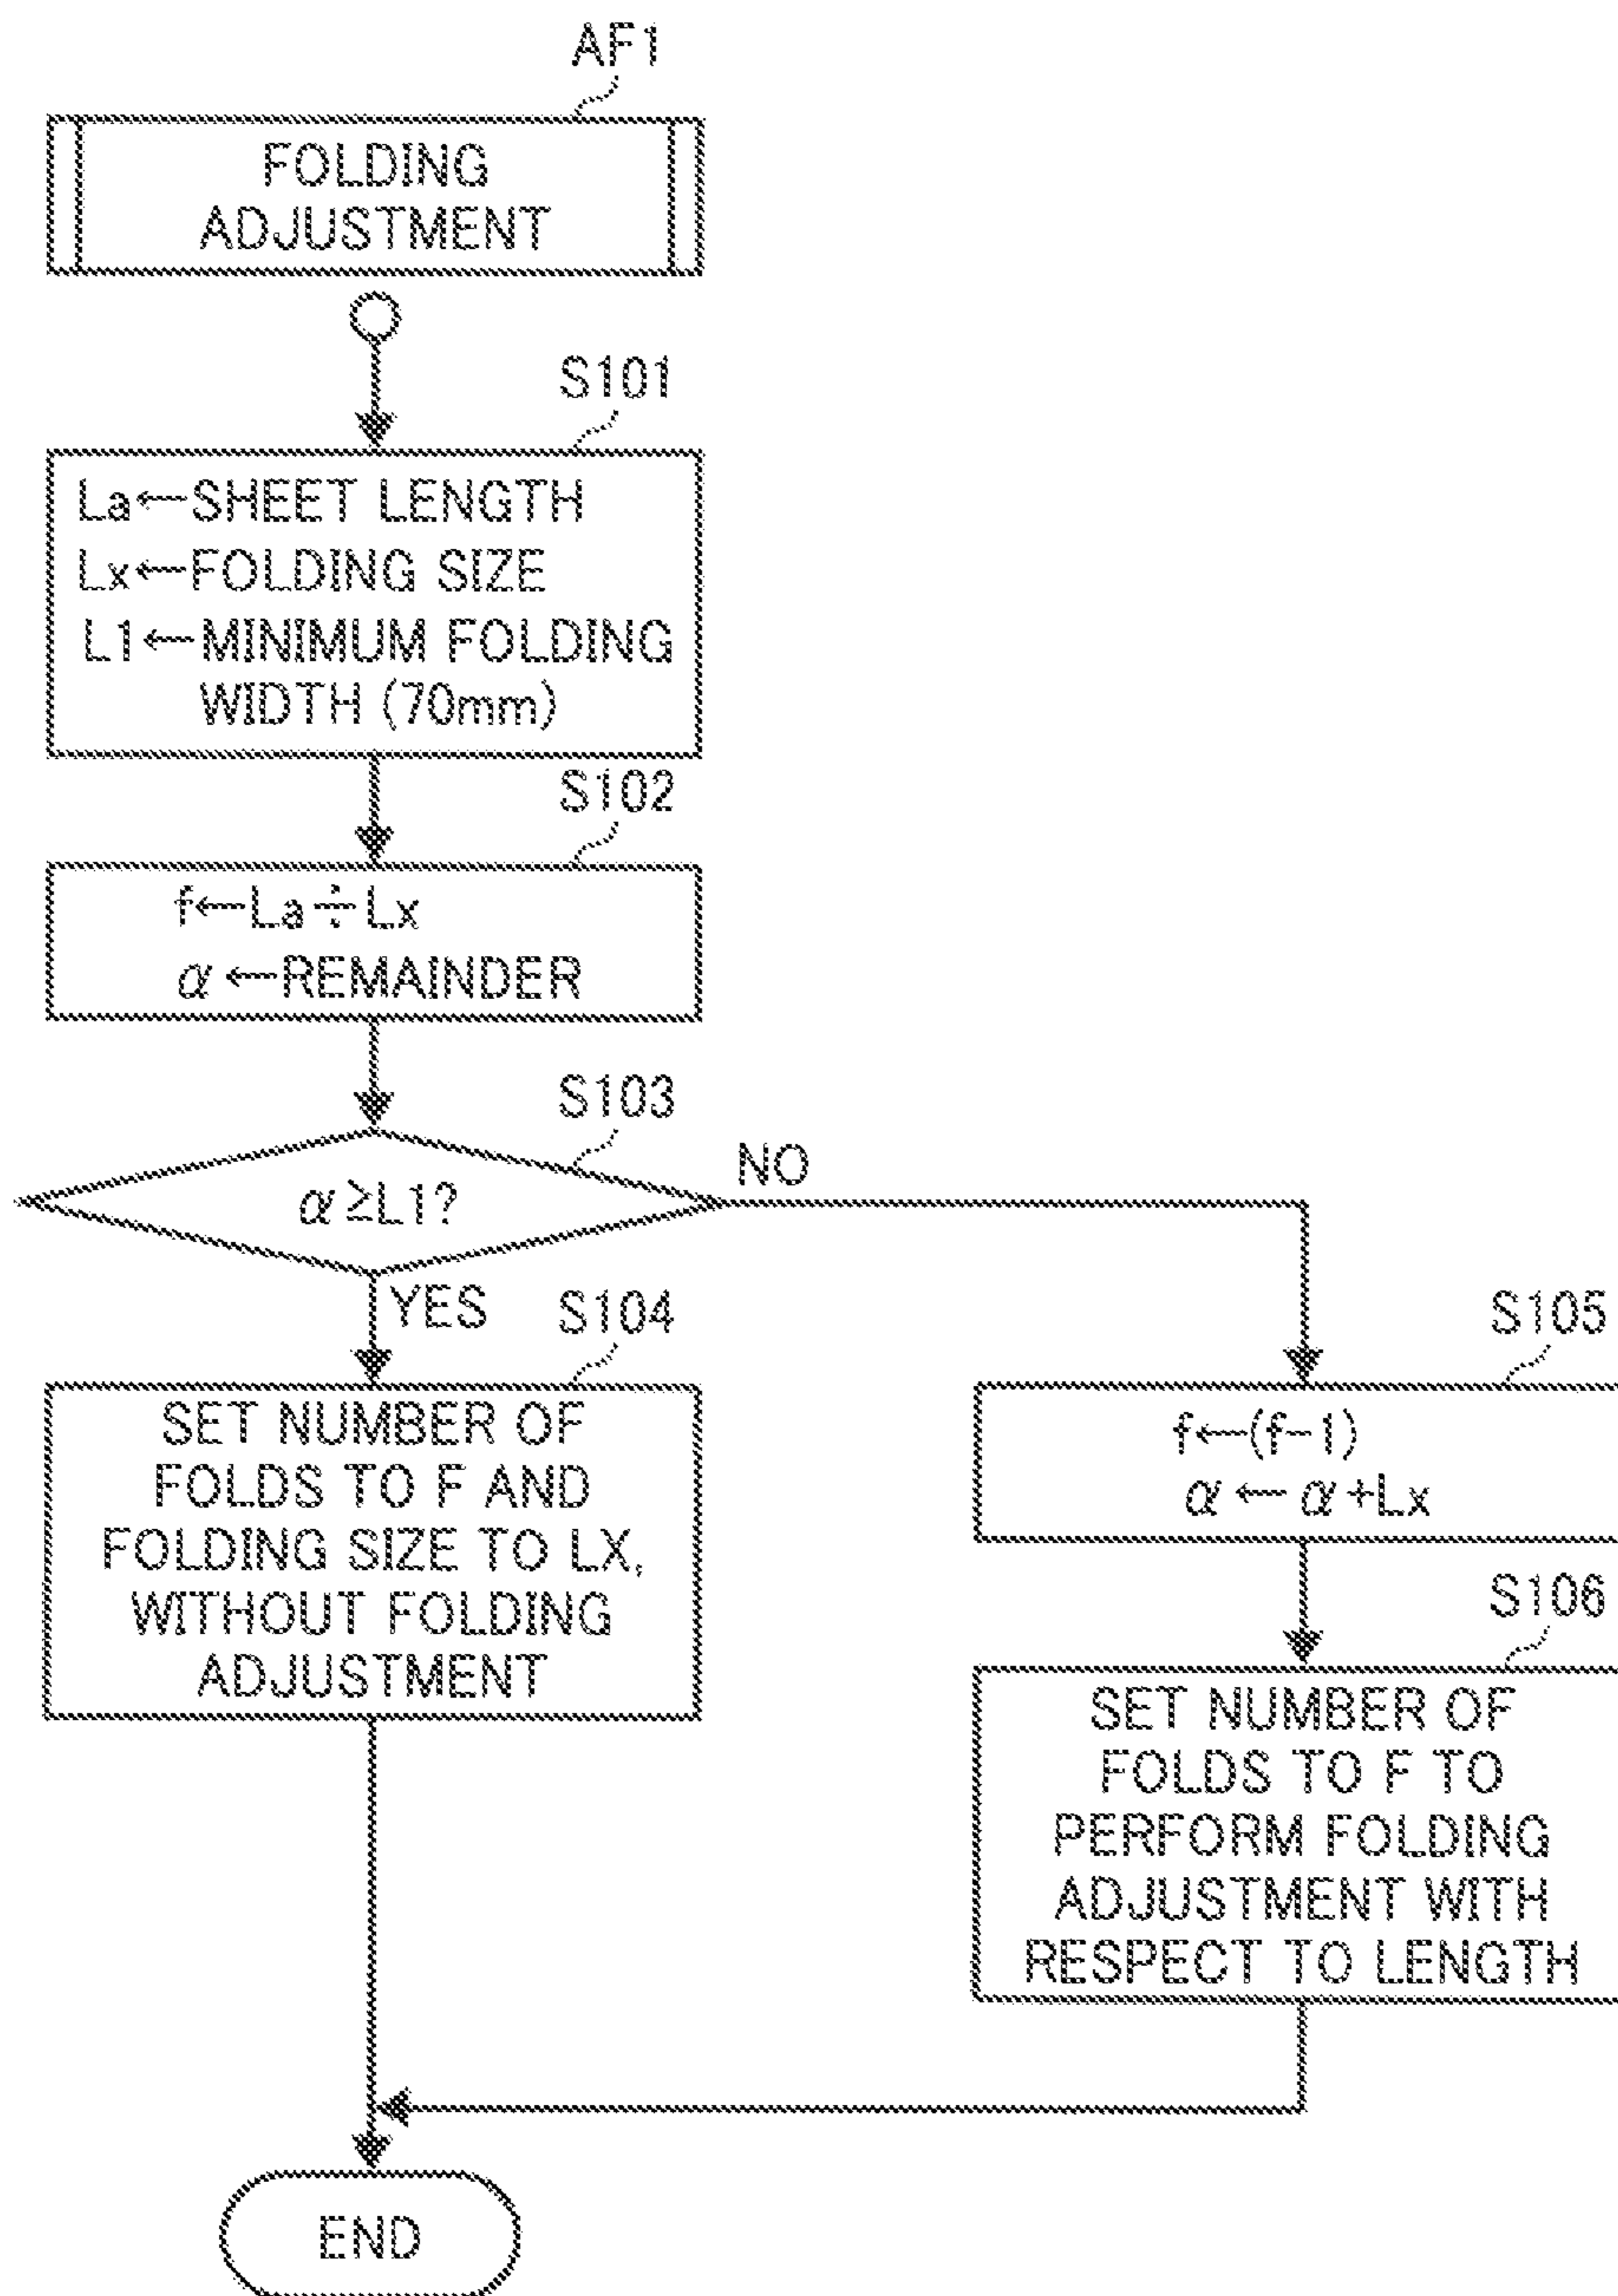 AF1
FOLDING
ADJUSTMENT
S101
La←SHEET LENGTH
Lx←FOLDING SIZE
L1←MINIMUM FOLDING
WIDTH (70mm)
S102
f←La÷Lx
α←REMAINDER
S103
α≥L1?
NO
YES
S104
SET NUMBER OF
FOLDS TO F AND
FOLDING SIZE TO LX,
WITHOUT FOLDING
ADJUSTMENT
S105
f←(f-1)
α←α+Lx
S106
SET NUMBER OF
FOLDS TO F TO
PERFORM FOLDING
ADJUSTMENT WITH
RESPECT TO LENGTH
END